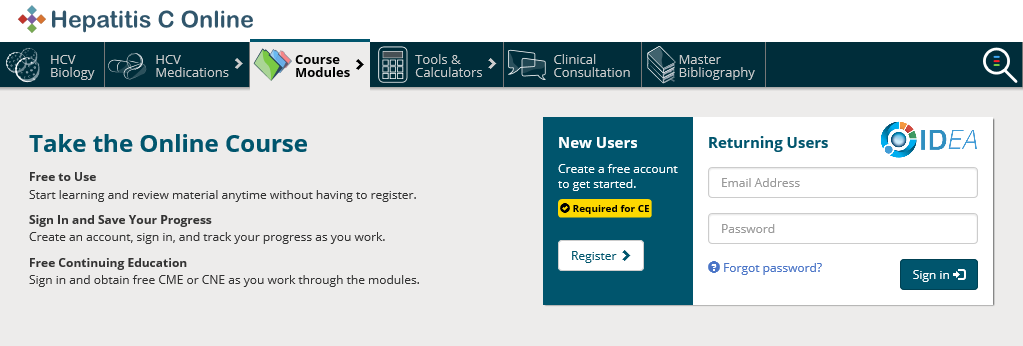 Hepatitis C Online
HCV
Biology
HCV
Medications
Course
Modules
Tools &
Calculators
Clinical
Consultation
Master
Bibliography
Take the Online Course
Free to Use
Start learning and review material anytime without having to register.
Sign In and Save Your Progress
Create an account, sign in, and track your progress as you work.
Free Continuing Education
Sign in and obtain free CME or CNE as you work through the modules.
New Users
Create a free account
to get started.
Required for CE
Register
Returning Users
IDEA
Email Address
Password
Forgot password?
Sign in